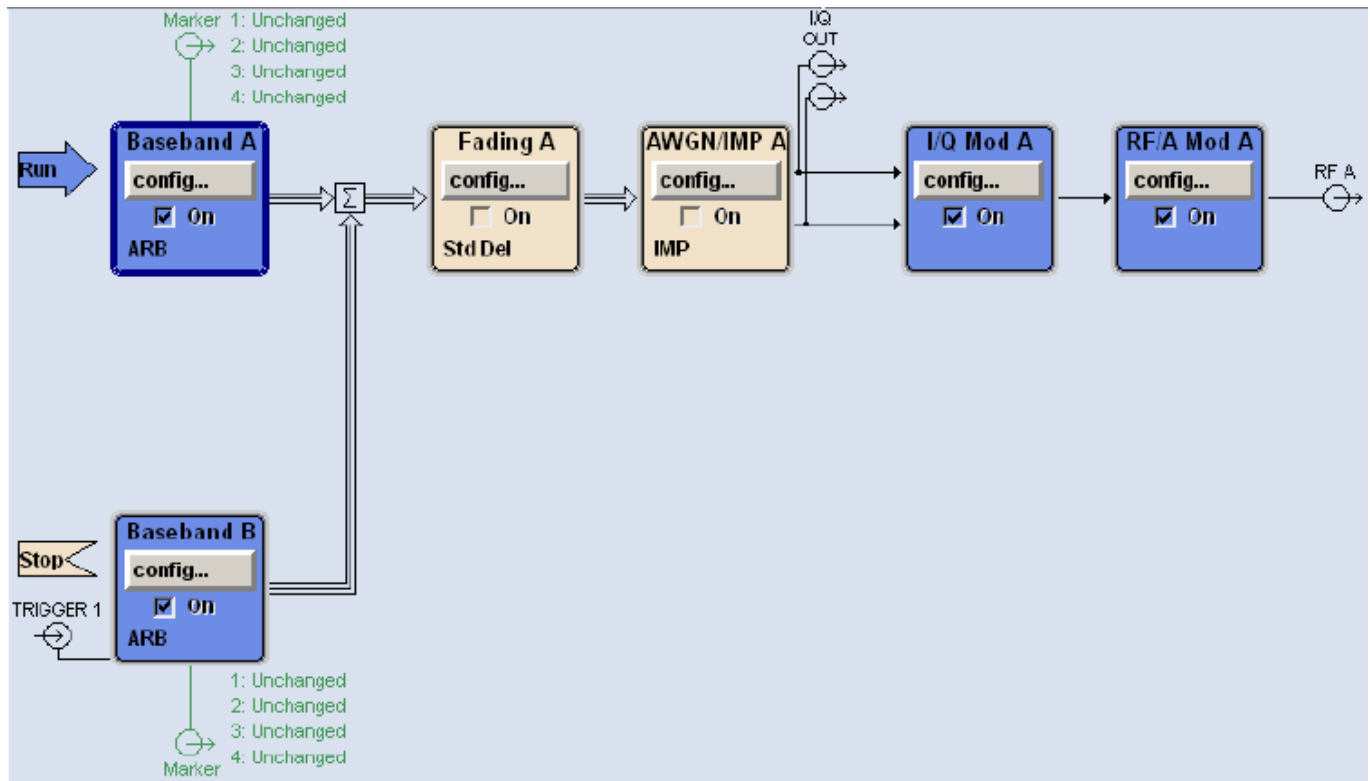 Marker 1: Unchanged
2: Unchanged
3: Unchanged
4: Unchanged
I/Q
OUT
Run
Baseband A
config...
On
ARB
Σ
Fading A
config...
On
Std Del
AWGN/IMP A
config...
On
IMP
I/Q Mod A
config...
On
RF/A Mod A
config...
On
RF A
Stop
TRIGGER 1
Baseband B
config...
On
ARB
1: Unchanged
2: Unchanged
3: Unchanged
4: Unchanged
Marker